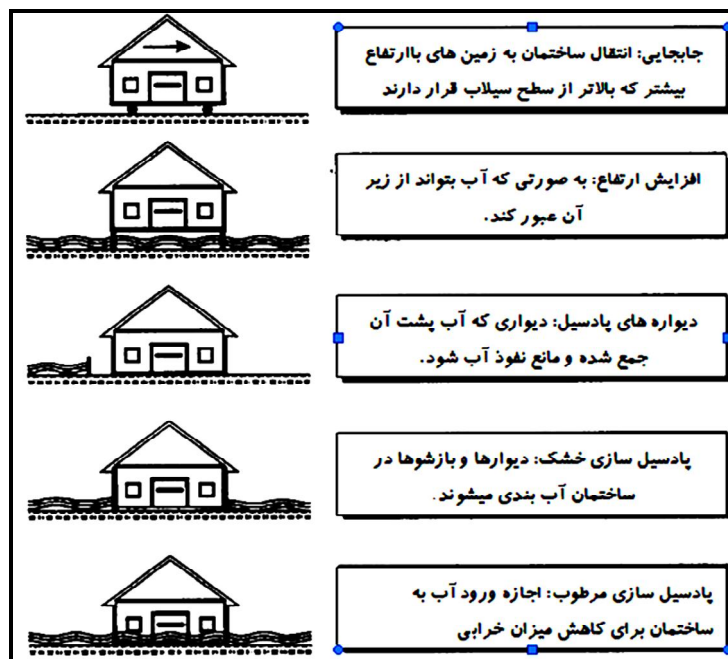 جابجایی: انتقال ساختمان به زمین های باارتفاع
بیشتر که بالاتر از سطح سیلاب قرار دارند
افزایش ارتفاع: به صورتی که آب بتواند از زیر
آن عبور کند.
دیواره های پادسیل: دیواری که آب پشت آن
جمع شده و مانع نفوذ آب شود.
پادسیل سازی خشک: دیوارها و بازشوها در
ساختمان آب بندی میشوند.
پادسیل سازی مرطوب: اجازه ورود آب به
ساختمان برای کاهش میزان خرابی